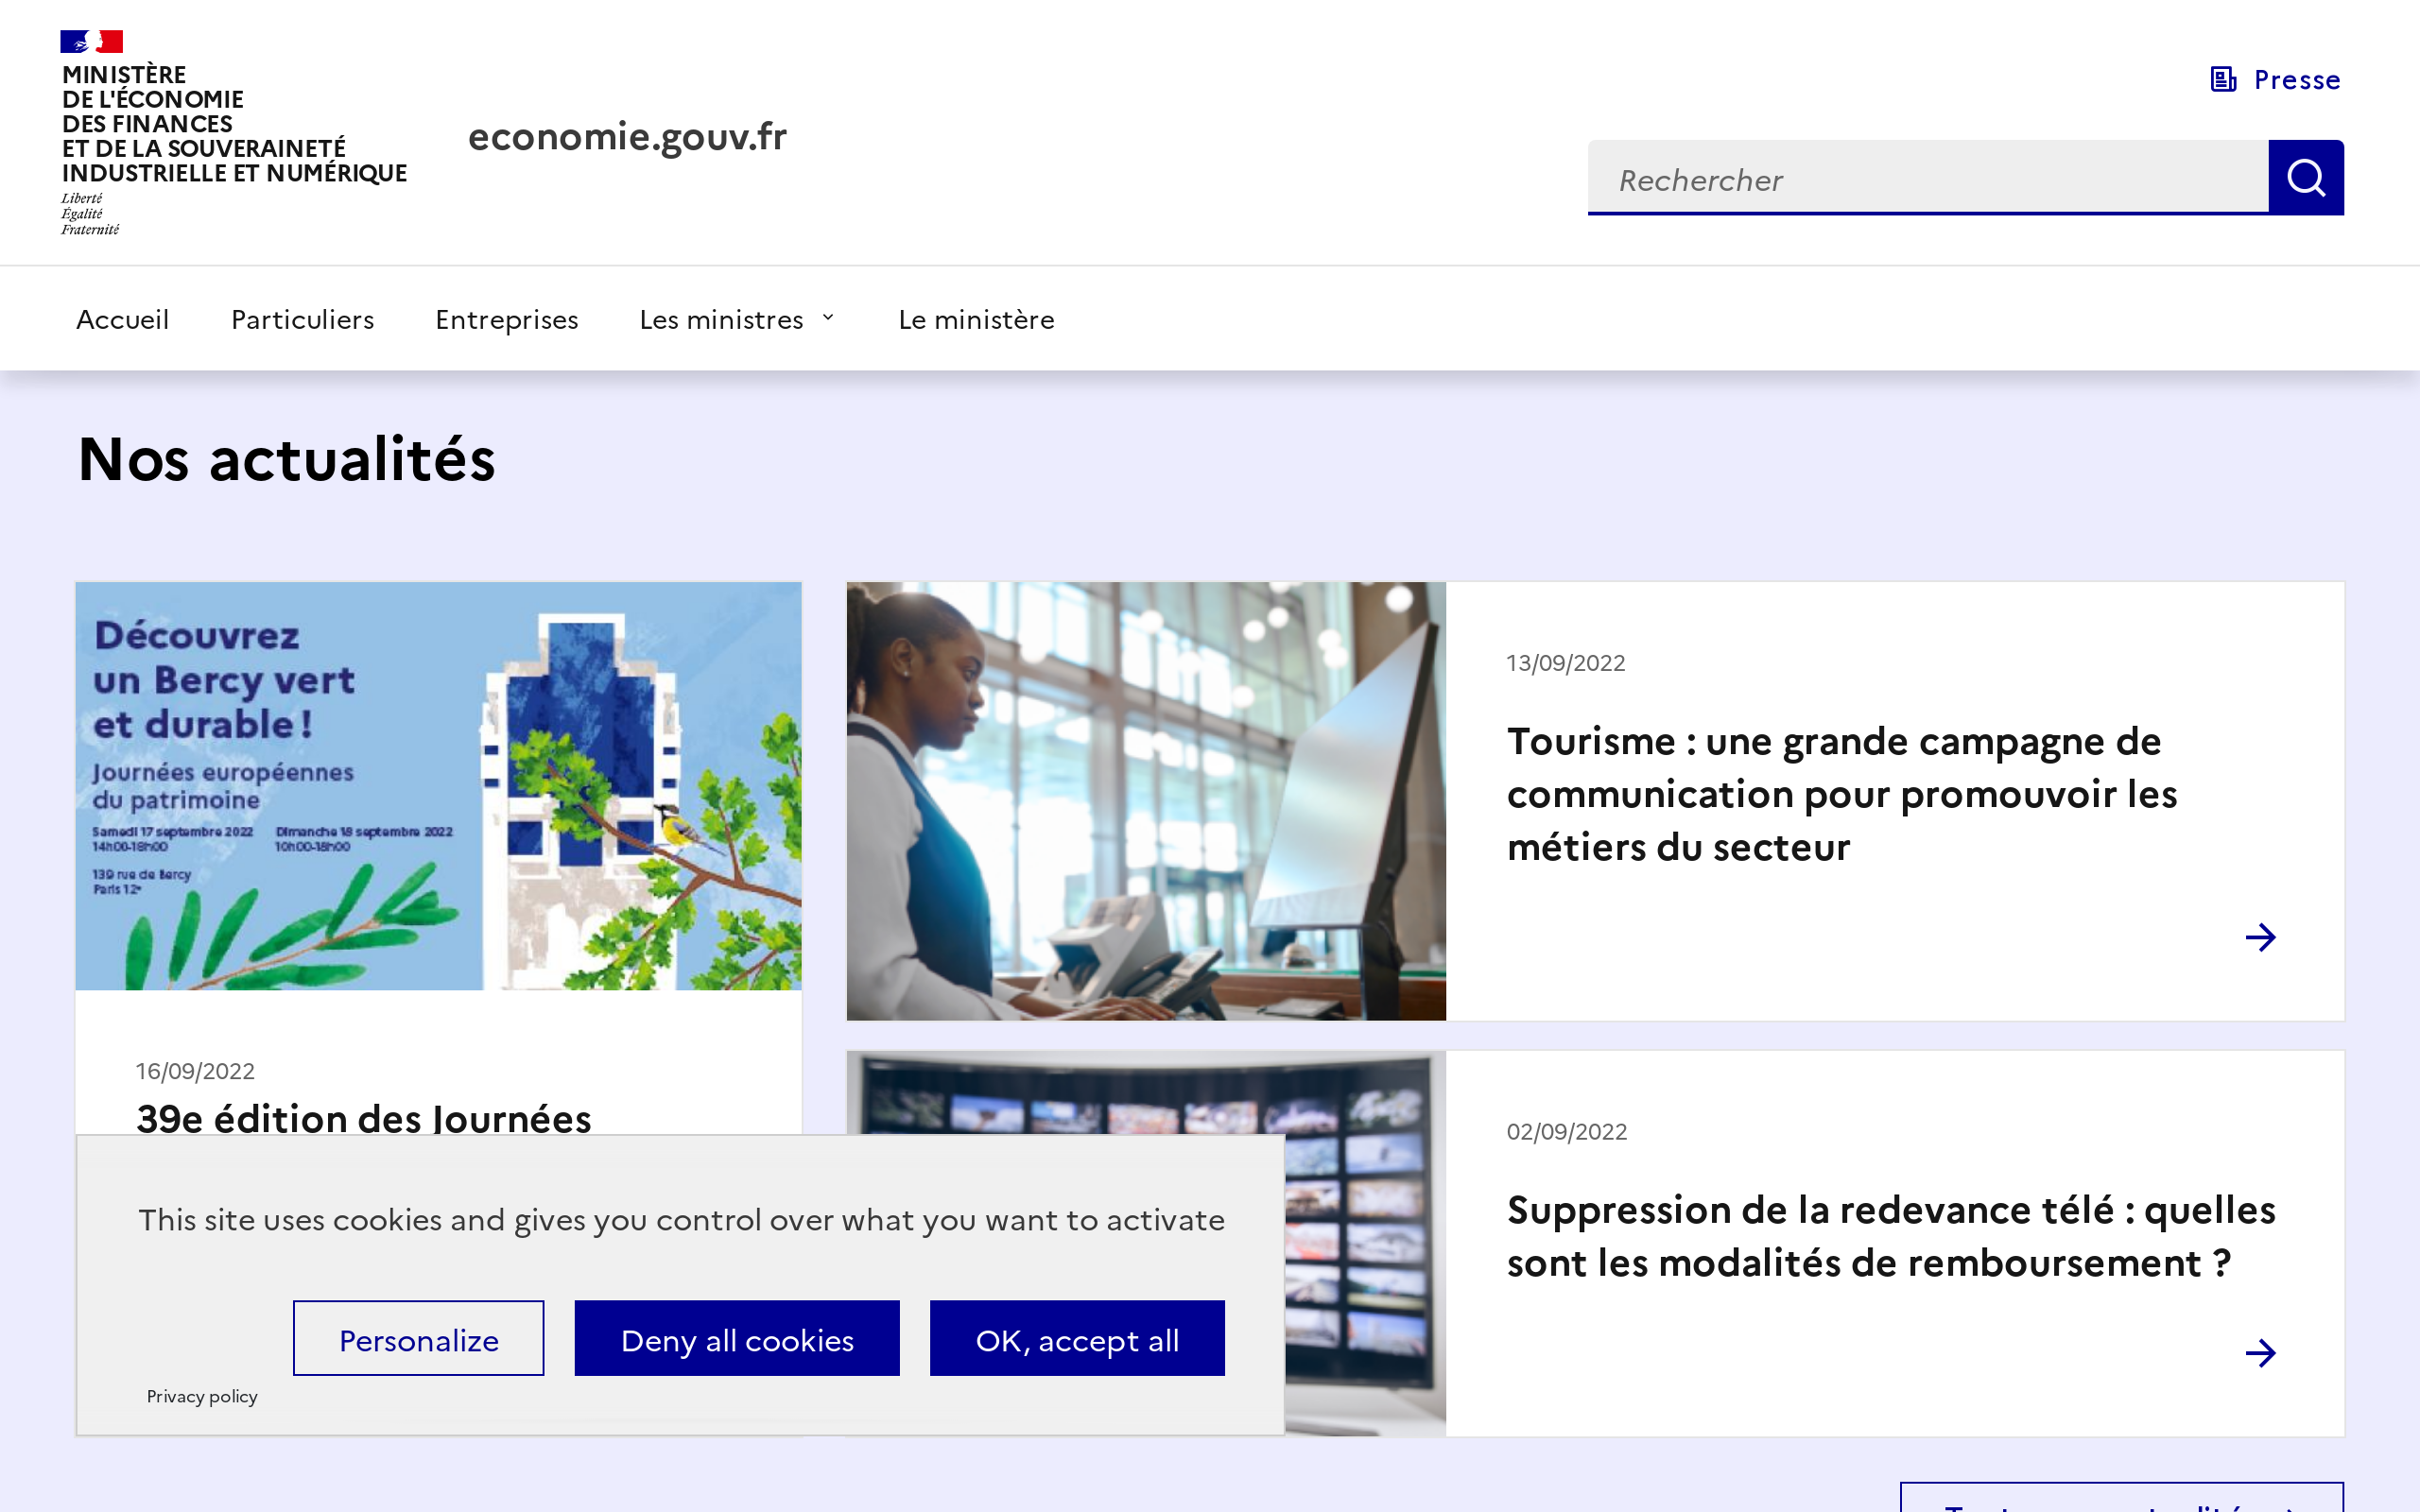 MINISTÈRE
DE L'ÉCONOMIE
DES FINANCES
ET DE LA SOUVERAINETÉ
INDUSTRIELLE ET NUMÉRIQUE
Liberté
Égalité
Fraternité
economie.gouv.fr
Presse
Rechercher
Accueil
Particuliers
Entreprises
Les ministres
Le ministère
Nos actualités
Découvrez
un Bercy vert
et durable !
Journées européennes
du patrimoine
Samedi 17 septembre 2022
14h00-18h00
Dimanche 18 septembre 2022
10h00-18h00
139 rue de Bercy
Paris 12e
16/09/2022
39e édition des Journées
13/09/2022
Tourisme : une grande campagne de
communication pour promouvoir les
métiers du secteur
02/09/2022
Suppression de la redevance télé : quelles
sont les modalités de remboursement ?
This site uses cookies and gives you control over what you want to activate
Personalize
Deny all cookies
OK, accept all
Privacy policy